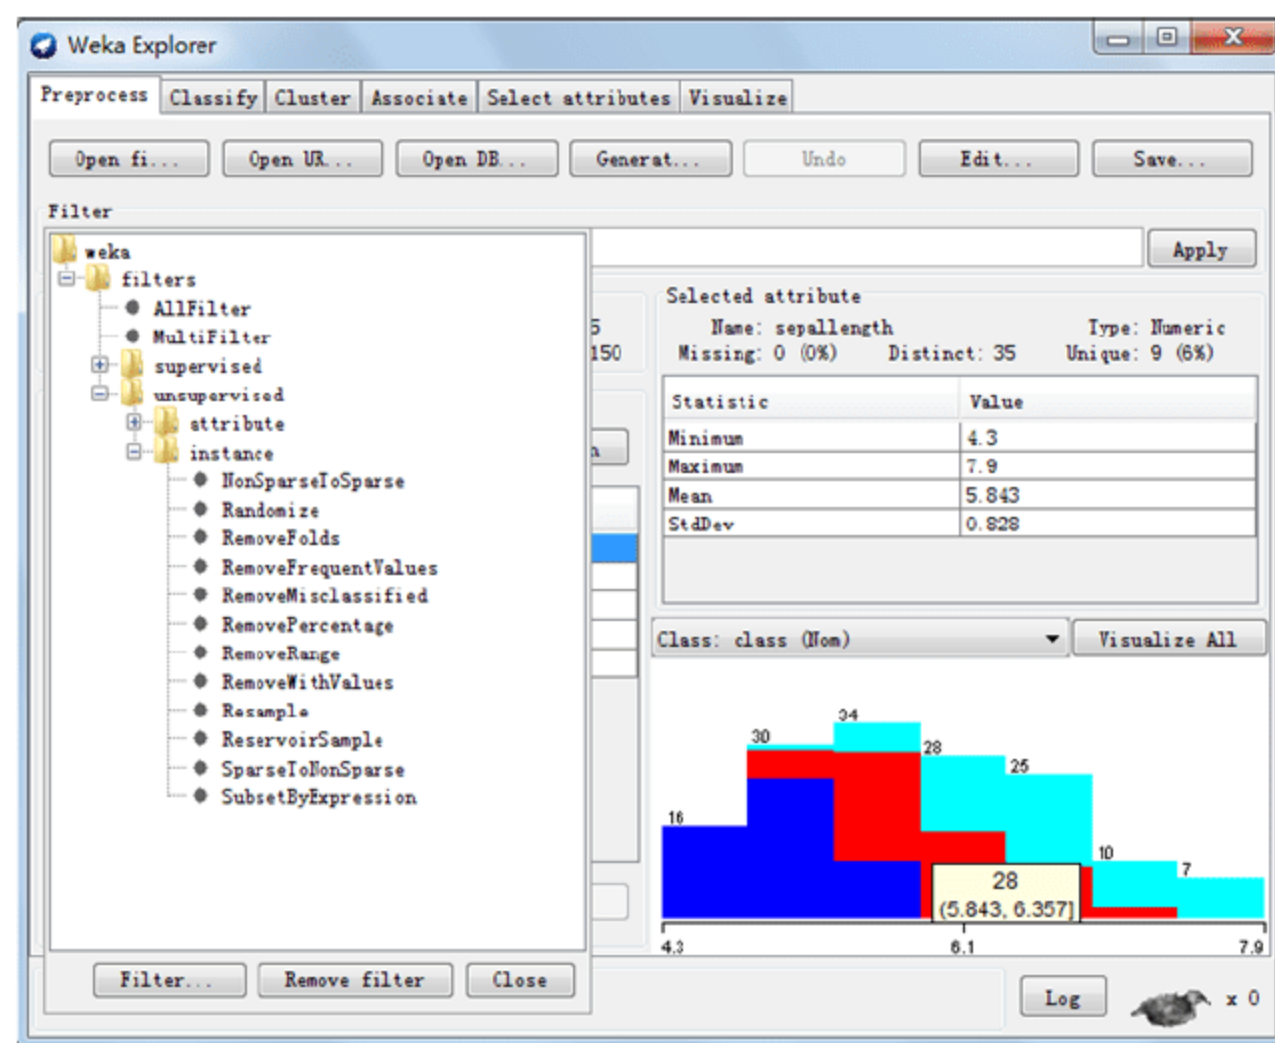 Weka Explorer
Preprocess Classify Cluster Associate Select attributes Visualize
Open fi... Open UR... Open DB... Generat... Undo Edit... Save...
Filter
weka
Apply
filters
AllFilter
MultiFilter
supervised
unsupervised
attribute
instance
NonSparseToSparse
Randomize
RemoveFolds
RemoveFrequentValues
RemoveMisclassified
RemovePercentage
RemoveRange
RemoveWithValues
Resample
ReservoirSample
SparseToNonSparse
SubsetByExpression
Filter... Remove filter Close
5
150
n
Selected attribute
Name: sepallength Type: Numeric
Missing: 0 (0%) Distinct: 35 Unique: 9 (6%)
Statistic Value
Minimum 4.3
Maximum 7.9
Mean 5.843
StdDev 0.828
Class: class (Nom) Visualize All
16 30 34 28 25 10 7
28
(5.843, 6.357]
4.3 6.1 7.9
Log x 0